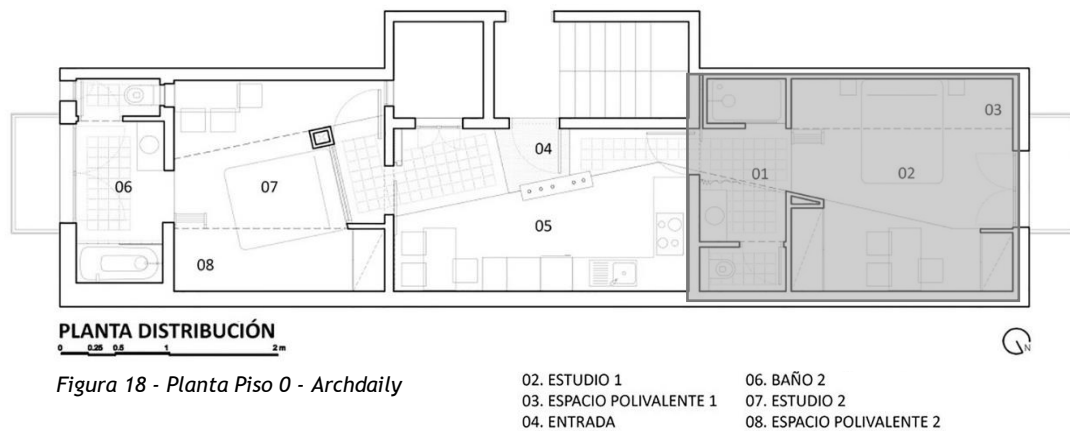 03
04
01
02
06
07
05
08
PLANTA DISTRIBUCIÓN
0 0.25 0.5 1 2 m
N
Figura 18 - Planta Piso 0 - Archdaily
02. ESTUDIO 1
03. ESPACIO POLIVALENTE 1
04. ENTRADA
06. BAÑO 2
07. ESTUDIO 2
08. ESPACIO POLIVALENTE 2